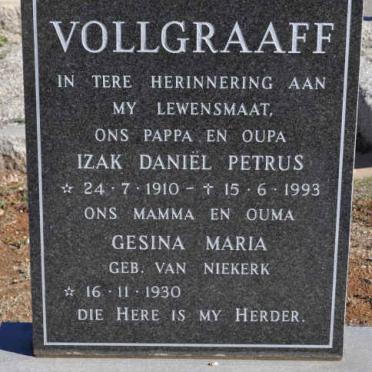 VOLLGRAAFF
IN TERE HERINNERING AAN
MY LEWENSMAAT,
ONS PAPPA EN OUPA
IZAK DANIËL PETRUS
☆ 24·7·1910 – ✝ 15·6·1993
ONS MAMMA EN OUMA
GESINA MARIA
GEB. VAN NIEKERK
☆ 16·11·1930
DIE HERE IS MY HERDER.